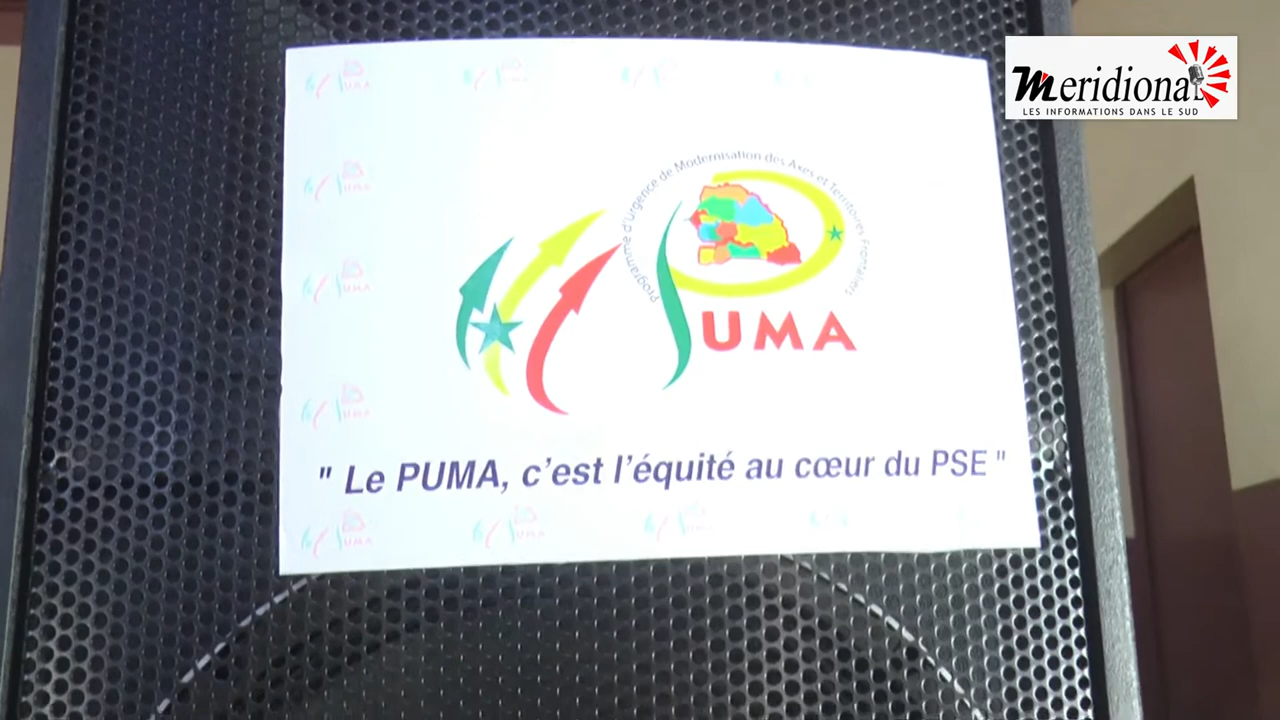 Meridional
LES INFORMATIONS DANS LE SUD
Programme d'Urgence de Modernisation des Axes et Territoires Frontaliers
PUMA
" Le PUMA, c'est l'équité au cœur du PSE "